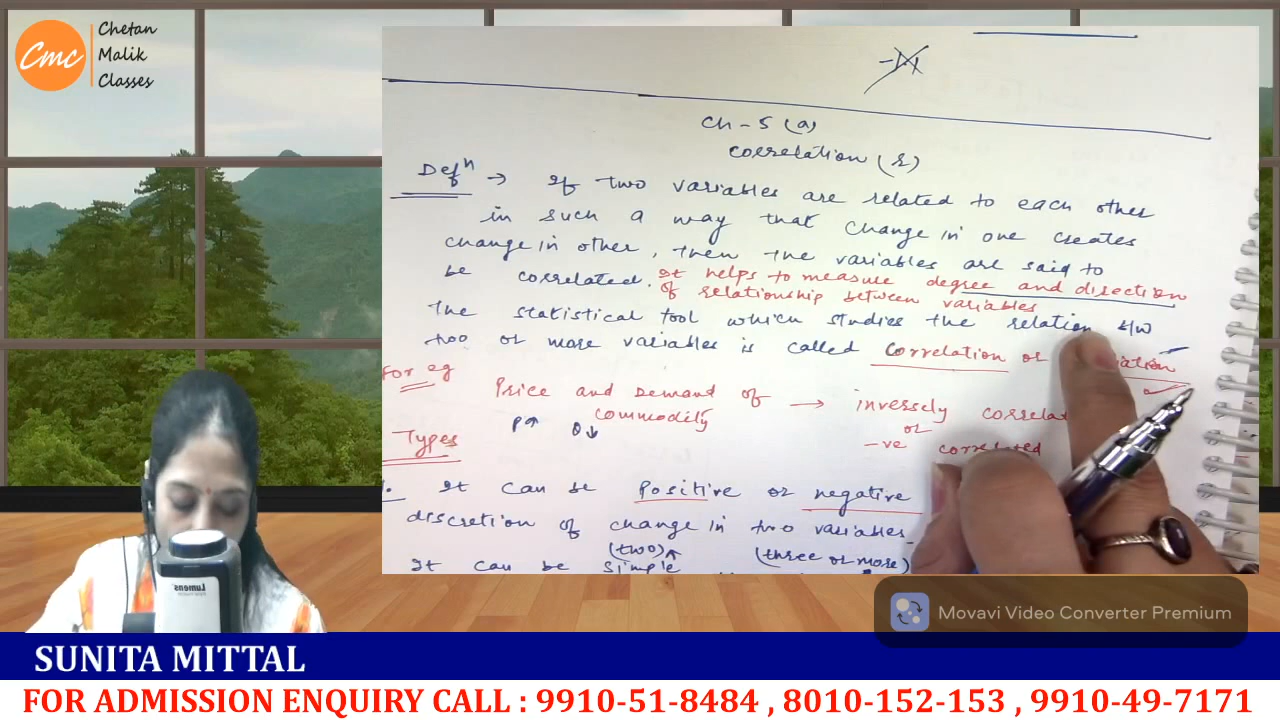 Cmc
Chetan
Malik
Classes
Ch - 5 (a)
Correlation (r)
Defⁿ → If two variables are related to each other
in such a way that change in one creates
change in other, then the variables are said to
be correlated. It helps to measure degree and direction
of relationship between variables
The statistical tool which studies the relation b/w
two or more variables is called Correlation or
For eg
Price and Demand of → inversely
commodity or
P↑ D↓ -ve correlated
Types
1. It can be Positive or negative
discretion of change in two variables
(two)↑ (three or more)
It can be simple
Lumens
Movavi Video Converter Premium
SUNITA MITTAL
FOR ADMISSION ENQUIRY CALL : 9910-51-8484 , 8010-152-153 , 9910-49-7171